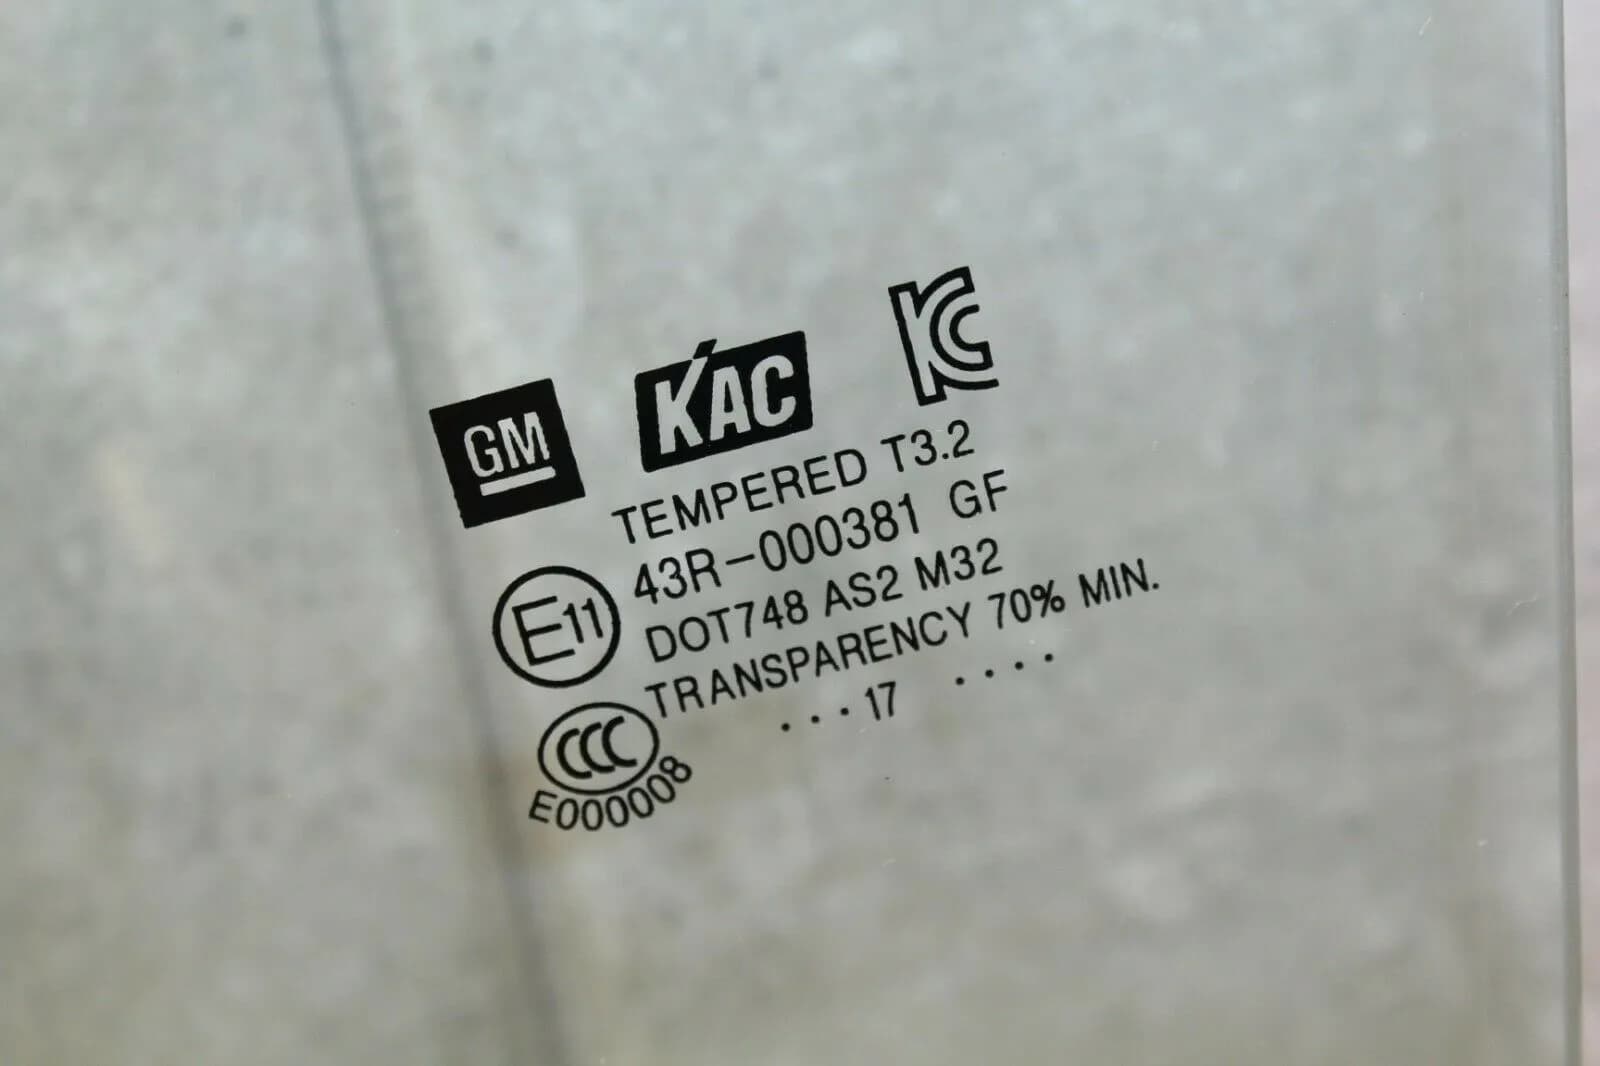 GM
KAC
KC
TEMPERED T3.2
43R-000381 GF
E11
DOT748 AS2 M32
TRANSPARENCY 70% MIN.
CCC
E000008
...17 ....